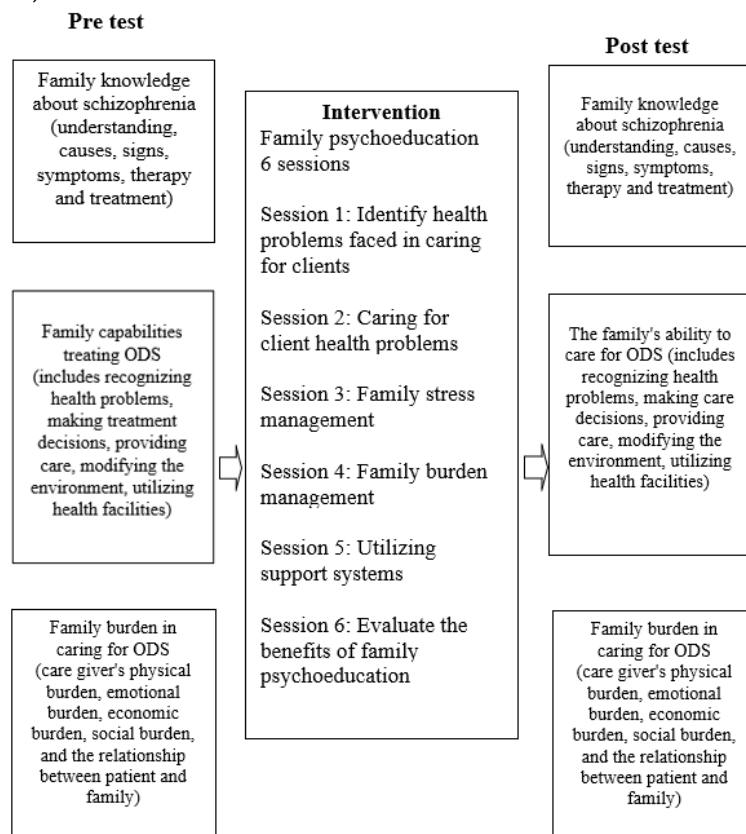 Pre test
Family knowledge
about schizophrenia
(understanding,
causes, signs,
symptoms, therapy
and treatment)
Family capabilities
treating ODS
(includes recognizing
health problems,
making treatment
decisions, providing
care, modifying the
environment, utilizing
health facilities)
Family burden in
caring for ODS
(care giver's physical
burden, emotional
burden, economic
burden, social burden,
and the relationship
between patient and
family)
Intervention
Family psychoeducation
6 sessions
Session 1: Identify health
problems faced in caring
for clients
Session 2: Caring for
client health problems
Session 3: Family stress
management
Session 4: Family burden
management
Session 5: Utilizing
support systems
Session 6: Evaluate the
benefits of family
psychoeducation
Post test
Family knowledge
about schizophrenia
(understanding, causes,
signs, symptoms,
therapy and treatment)
The family's ability to
care for ODS (includes
recognizing health
problems, making care
decisions, providing
care, modifying the
environment, utilizing
health facilities)
Family burden in
caring for ODS
(care giver's physical
burden, emotional
burden, economic
burden, social burden,
and the relationship
between patient and
family)